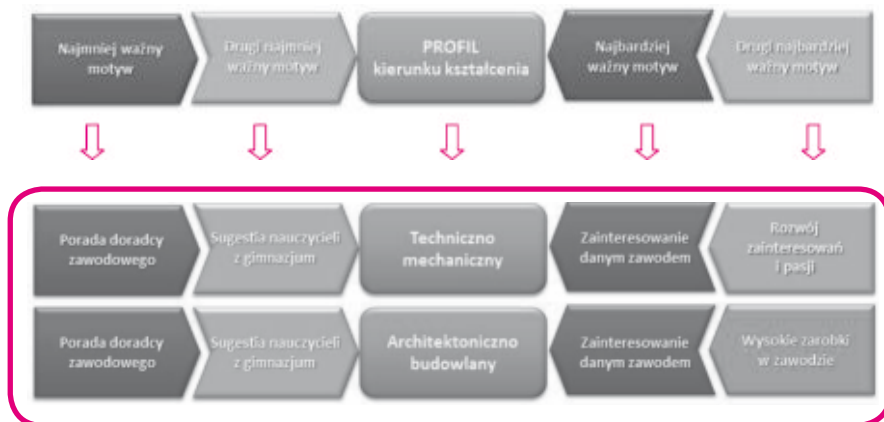 Najmniej ważny
motyw
Drugi najmniej
ważny motyw
PROFIL
kierunku kształcenia
Najbardziej
ważny motyw
Drugi najbardziej
ważny motyw
Porada doradcy
zawodowego
Sugestia nauczycieli
z gimnazjum
Techniczno
mechaniczny
Zainteresowanie
danym zawodem
Rozwój
zainteresowań
i pasji
Porada doradcy
zawodowego
Sugestia nauczycieli
z gimnazjum
Architektoniczno
budowlany
Zainteresowanie
danym zawodem
Wysokie zarobki
w zawodzie